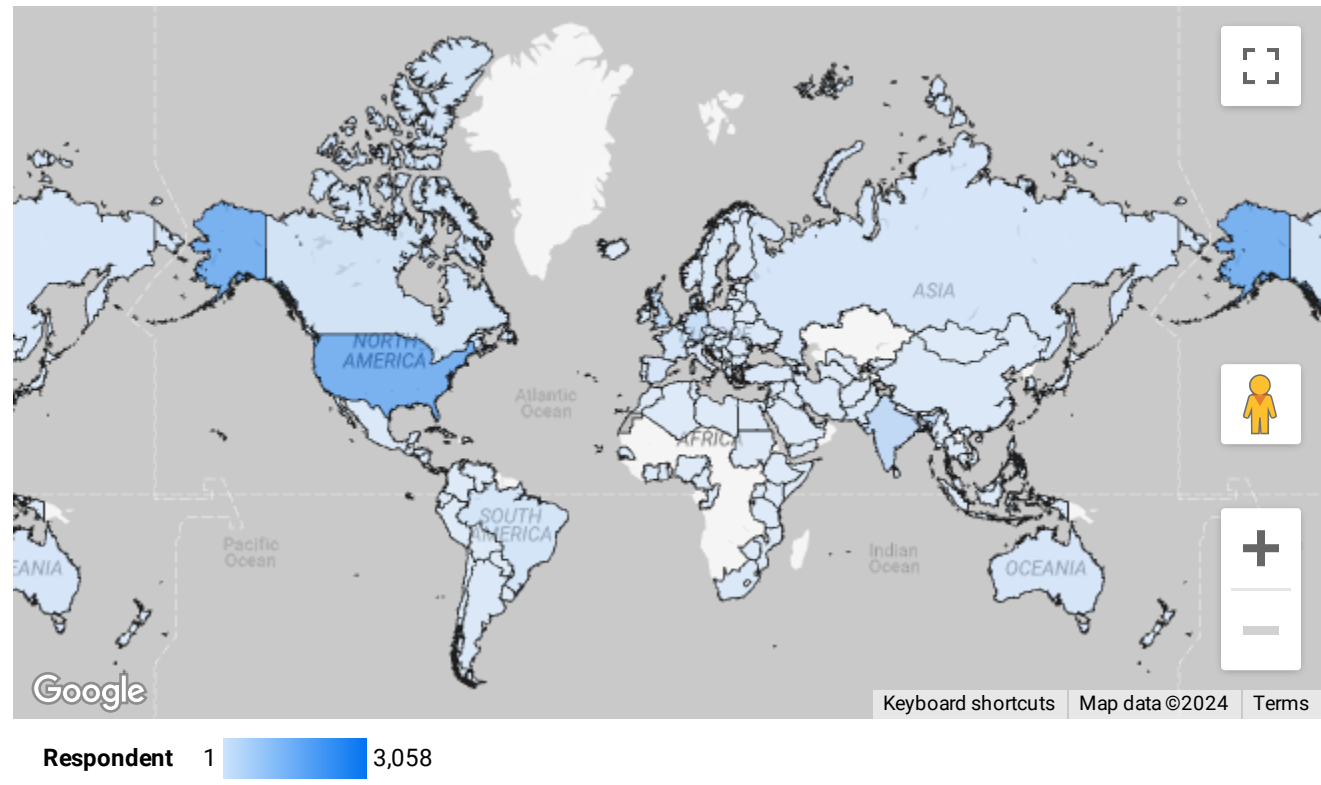 ASIA
NORTH
AMERICA
Atlantic
Ocean
AFRICA
SOUTH
AMERICA
Pacific
Ocean
Indian
Ocean
EANIA
OCEANIA
Google
Keyboard shortcuts
Map data ©2024
Terms
Respondent 1 3,058